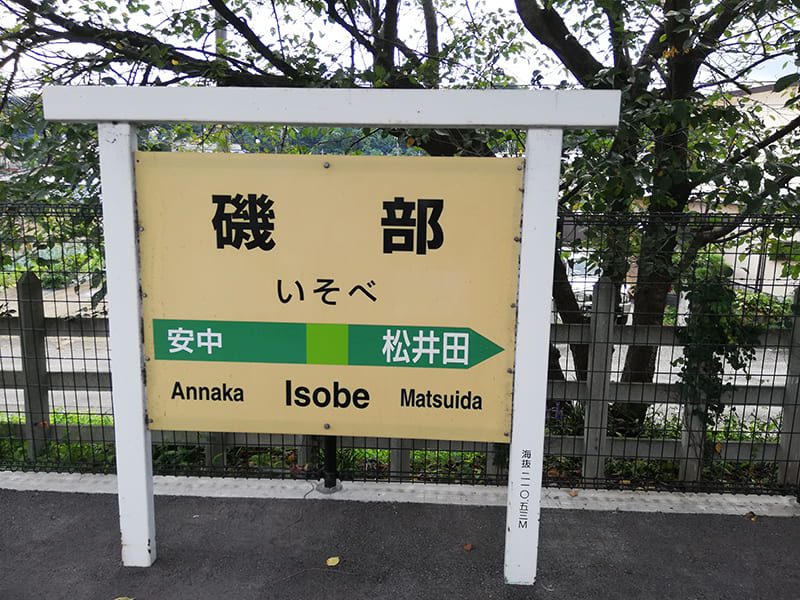 磯部
いそべ
安中 松井田
Annaka Isobe Matsuida
海抜二一〇.五三M